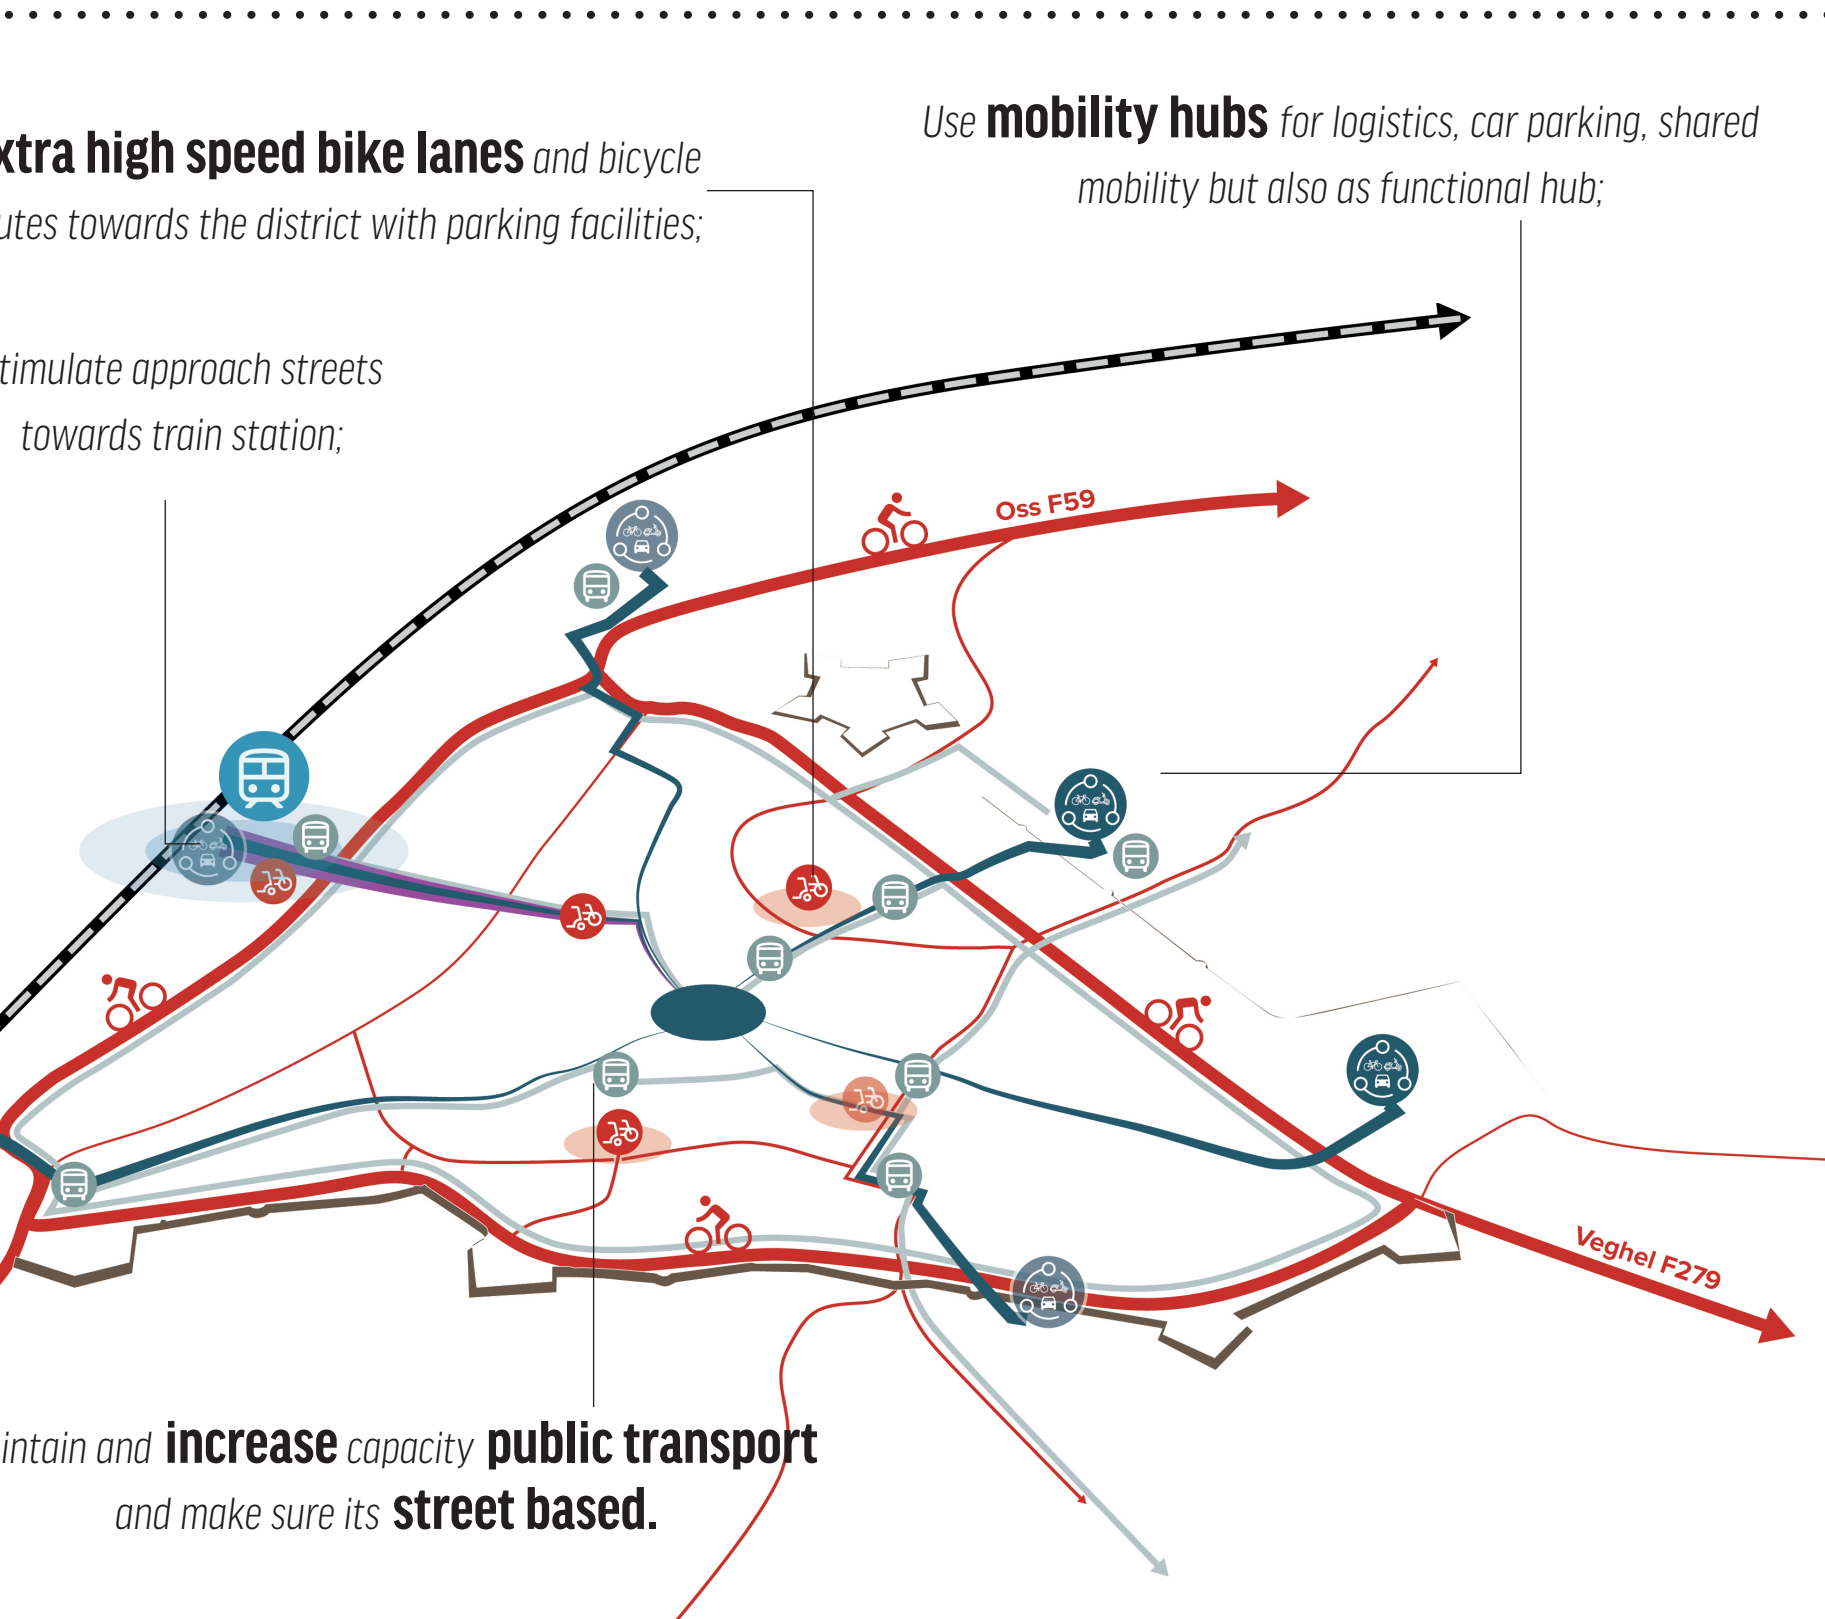 xtra high speed bike lanes and bicycle
utes towards the district with parking facilities;
Use mobility hubs for logistics, car parking, shared
mobility but also as functional hub;
timulate approach streets
towards train station;
Oss F59
Veghel F279
intain and increase capacity public transport
and make sure its street based.